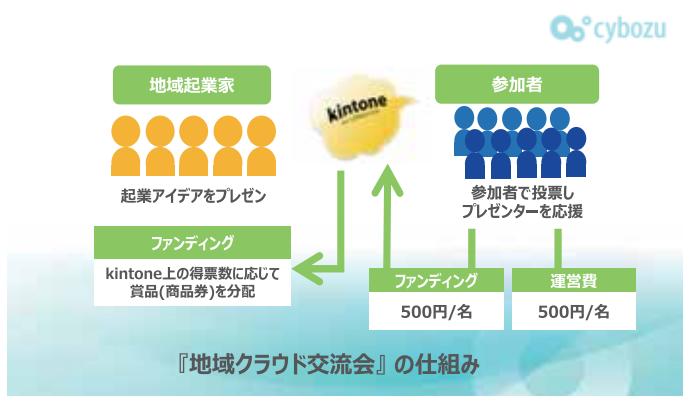 cybozu
地域起業家
kintone
参加者
起業アイデアをプレゼン
参加者で投票し
プレゼンターを応援
ファンディング
kintone上の得票数に応じて
賞品(商品券)を分配
ファンディング
500円/名
運営費
500円/名
『地域クラウド交流会』の仕組み